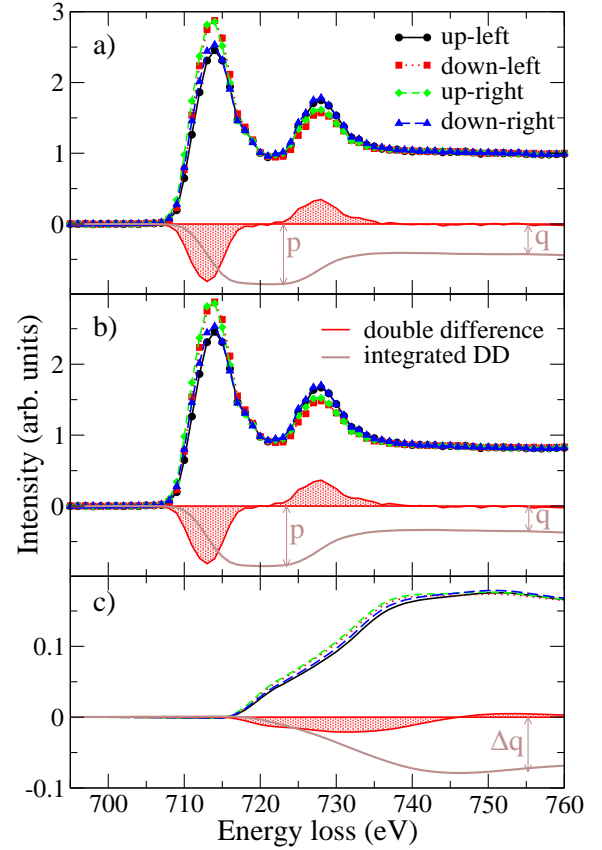 3
a)
up-left
down-left
up-right
down-right
2
1
0
p
q
b)
double difference
integrated DD
2
1
0
p
q
Intensity (arb. units)
c)
0.1
0
Δq
-0.1
700 710 720 730 740 750 760
Energy loss (eV)